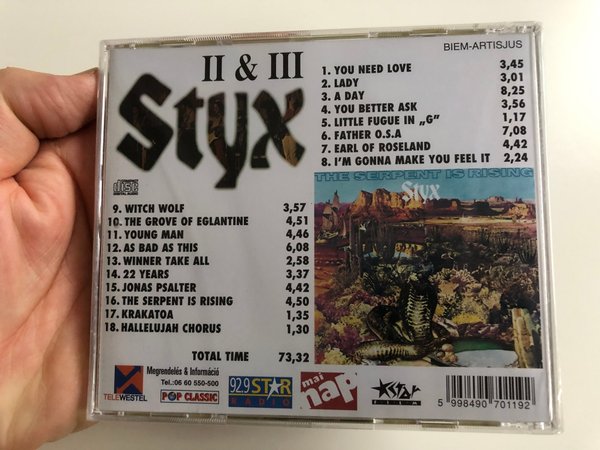 BIEM-ARTISJUS
II & III
Styx
1. YOU NEED LOVE 3,45
2. LADY 3,01
3. A DAY 8,25
4. YOU BETTER ASK 3,56
5. LITTLE FUGUE IN „G” 1,17
6. FATHER O.S.A 7,08
7. EARL OF ROSELAND 4,42
8. I'M GONNA MAKE YOU FEEL IT 2,24
THE SERPENT IS RISING
Styx
COMPACT
disc
DIGITAL AUDIO
9. WITCH WOLF 3,57
10. THE GROVE OF EGLANTINE 4,51
11. YOUNG MAN 4,46
12. AS BAD AS THIS 6,08
13. WINNER TAKE ALL 2,58
14. 22 YEARS 3,37
15. JONAS PSALTER 4,42
16. THE SERPENT IS RISING 4,50
17. KRAKATOA 1,35
18. HALLELUJAH CHORUS 1,30
TOTAL TIME 73,32
TELEWESTEL
Megrendelés & Információ
Tel.:06 60 550-500
POP CLASSIC
92.9 STAR
RADIO
mai
nap
STAR
FILM
5 998490 701192